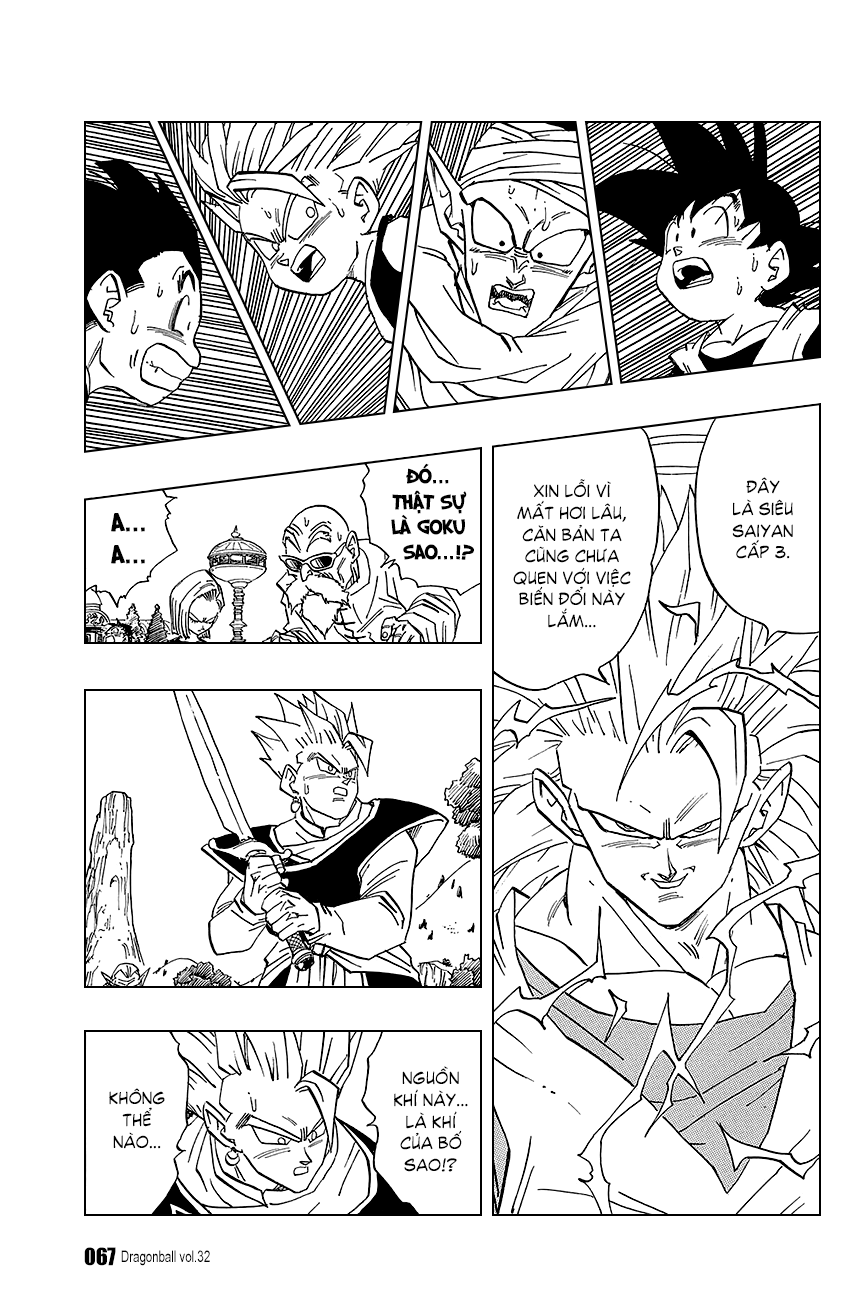 ĐÂY
LÀ SIÊU
SAIYAN
CẤP 3.
XIN LỒI VÌ
MẤT HƠI LÂU,
CĂN BẢN TA
CŨNG CHƯA
QUEN VỚI VIỆC
BIẾN ĐỔI NÀY
LẮM...
ĐÓ...
THẬT SỰ
LÀ GOKU
SAO...!?
A...
A...
NGUỒN
KHÍ NÀY...
LÀ KHÍ
CỦA BỐ
SAO!?
KHÔNG
THỂ
NÀO...
067 Dragonball vol.32